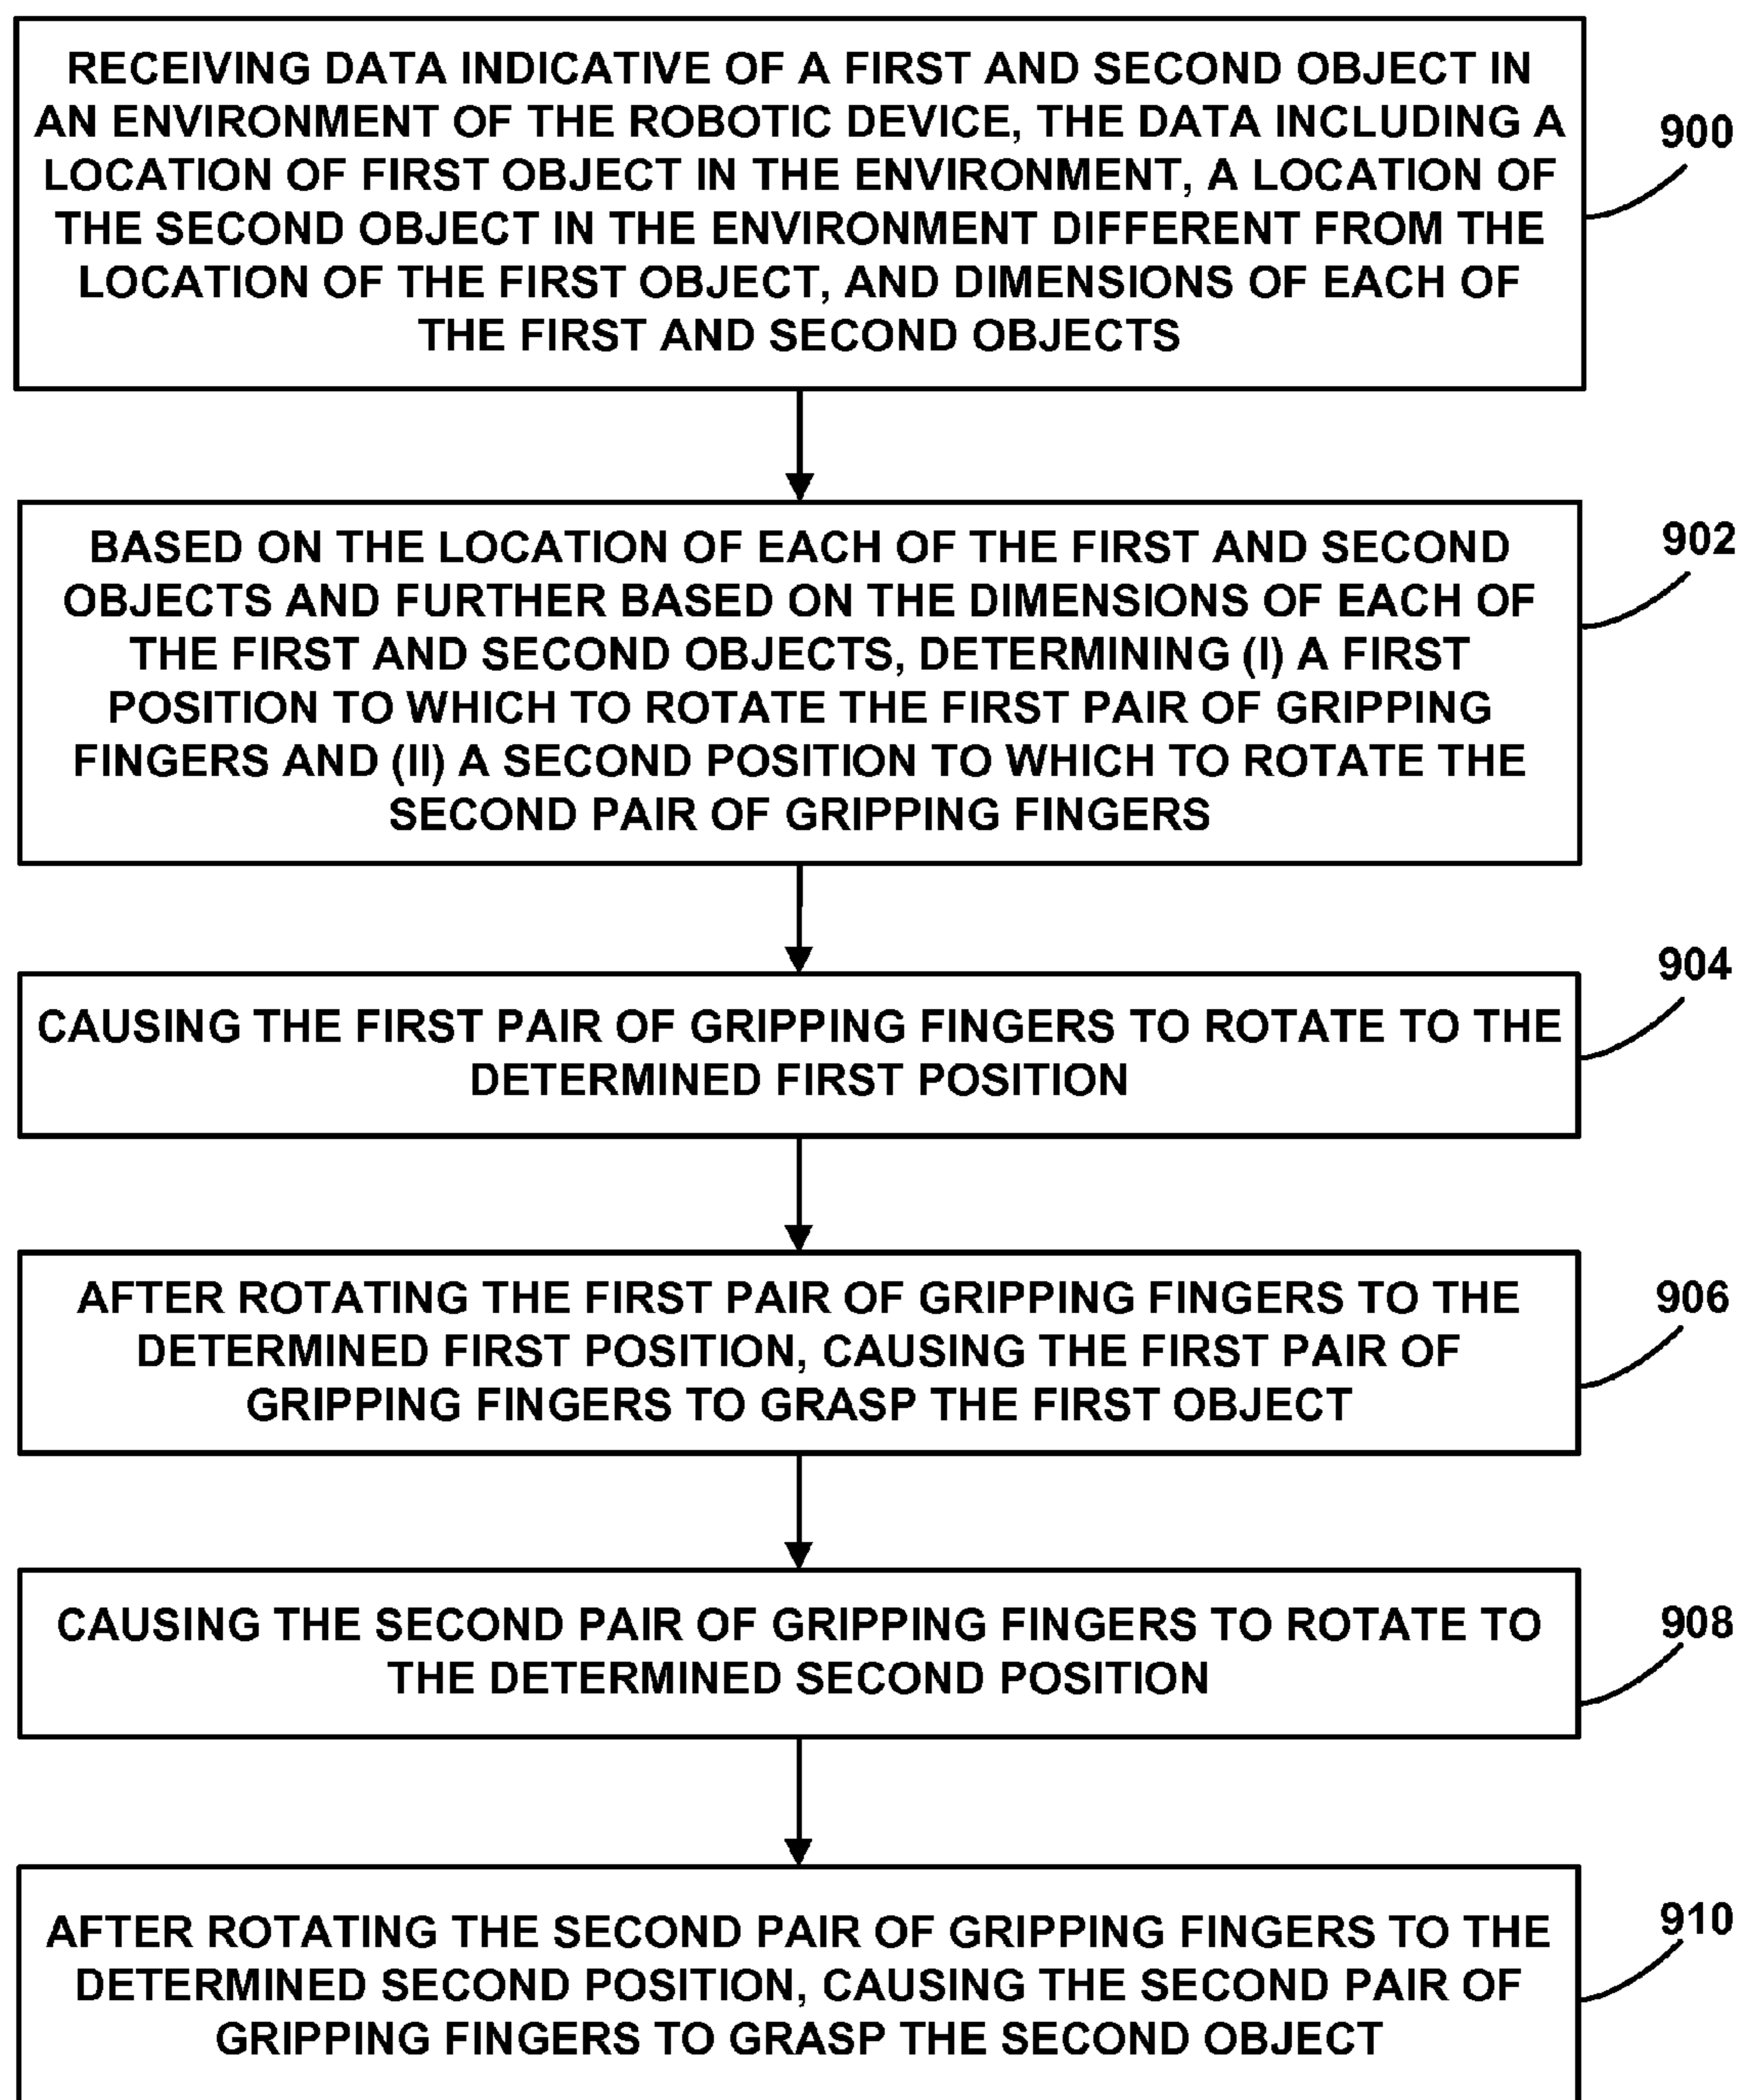 RECEIVING DATA INDICATIVE OF A FIRST AND SECOND OBJECT IN
AN ENVIRONMENT OF THE ROBOTIC DEVICE, THE DATA INCLUDING A
LOCATION OF FIRST OBJECT IN THE ENVIRONMENT, A LOCATION OF
THE SECOND OBJECT IN THE ENVIRONMENT DIFFERENT FROM THE
LOCATION OF THE FIRST OBJECT, AND DIMENSIONS OF EACH OF
THE FIRST AND SECOND OBJECTS
900
BASED ON THE LOCATION OF EACH OF THE FIRST AND SECOND
OBJECTS AND FURTHER BASED ON THE DIMENSIONS OF EACH OF
THE FIRST AND SECOND OBJECTS, DETERMINING (I) A FIRST
POSITION TO WHICH TO ROTATE THE FIRST PAIR OF GRIPPING
FINGERS AND (II) A SECOND POSITION TO WHICH TO ROTATE THE
SECOND PAIR OF GRIPPING FINGERS
902
CAUSING THE FIRST PAIR OF GRIPPING FINGERS TO ROTATE TO THE
DETERMINED FIRST POSITION
904
AFTER ROTATING THE FIRST PAIR OF GRIPPING FINGERS TO THE
DETERMINED FIRST POSITION, CAUSING THE FIRST PAIR OF
GRIPPING FINGERS TO GRASP THE FIRST OBJECT
906
CAUSING THE SECOND PAIR OF GRIPPING FINGERS TO ROTATE TO
THE DETERMINED SECOND POSITION
908
AFTER ROTATING THE SECOND PAIR OF GRIPPING FINGERS TO THE
DETERMINED SECOND POSITION, CAUSING THE SECOND PAIR OF
GRIPPING FINGERS TO GRASP THE SECOND OBJECT
910